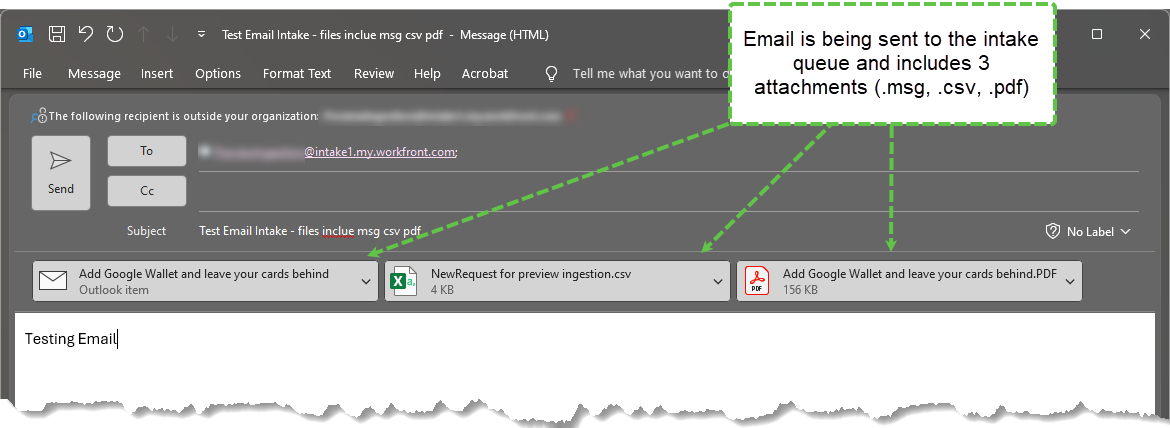 Test Email Intake - files inclue msg csv pdf - Message (HTML)
Email is being sent to the intake
queue and includes 3
attachments (.msg, .csv, .pdf)
File Message Insert Options Format Text Review Help Acrobat Tell me what you want to
The following recipient is outside your organization:
To
@intake1.my.workfront.com;
Send
Cc
Subject Test Email Intake - files inclue msg csv pdf
No Label
Add Google Wallet and leave your cards behind
Outlook item
NewRequest for preview ingestion.csv
4 KB
PDF
Add Google Wallet and leave your cards behind.PDF
156 KB
Testing Email